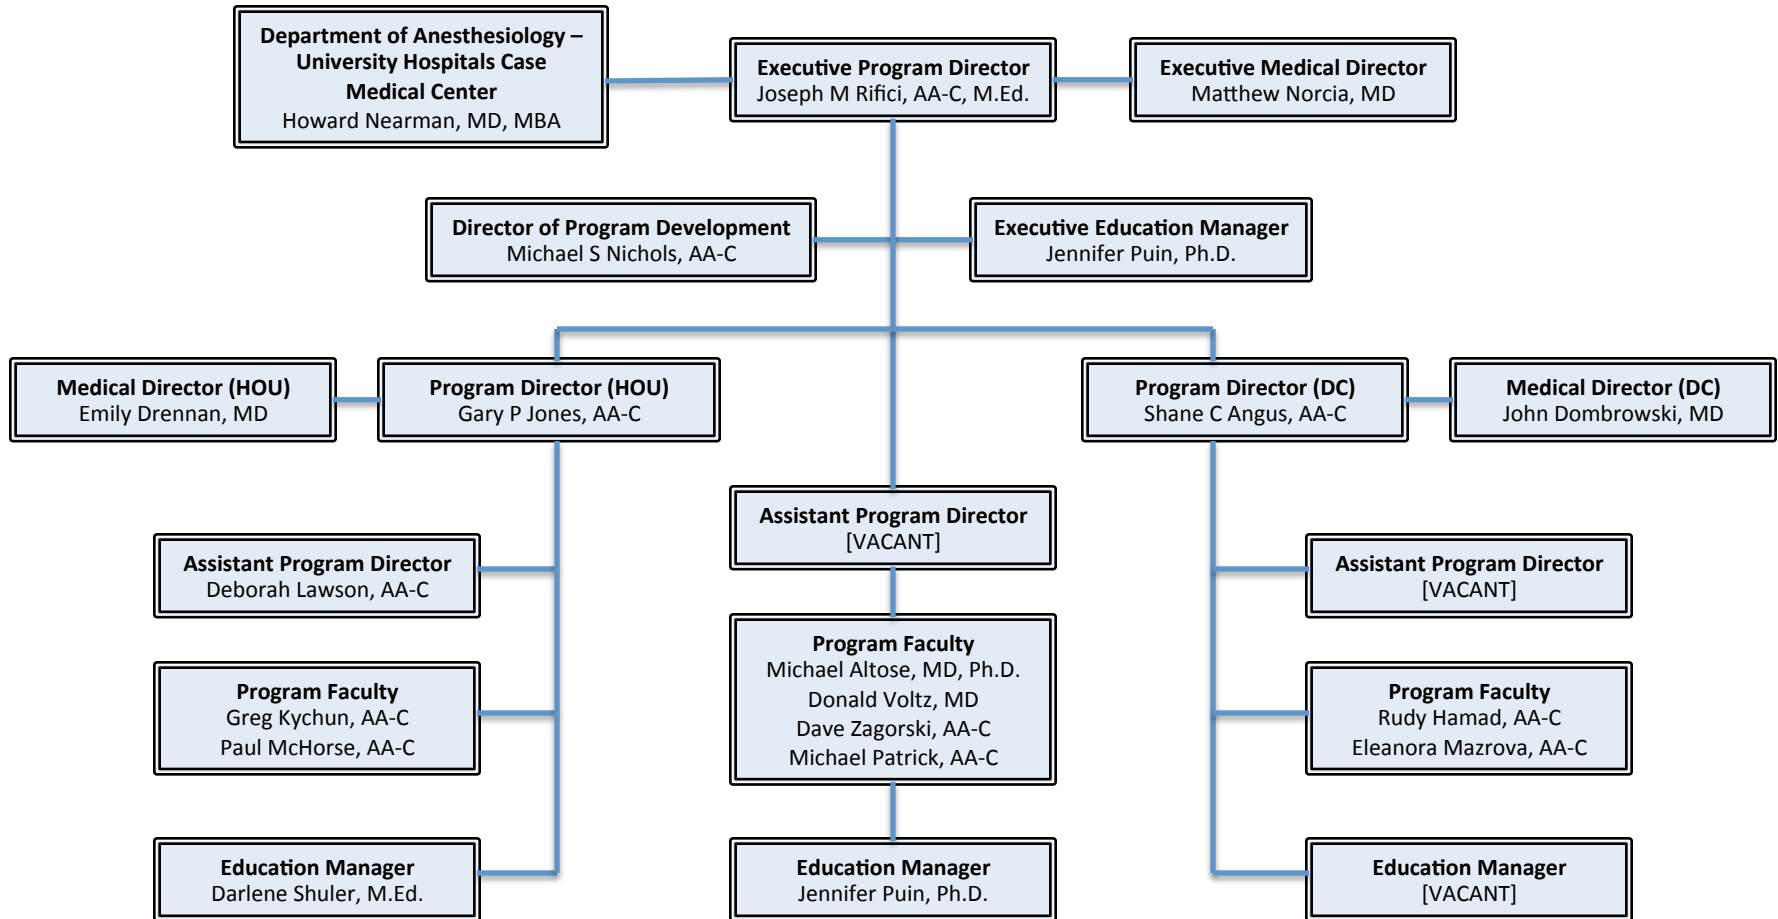 Department of Anesthesiology –
University Hospitals Case
Medical Center
Howard Nearman, MD, MBA
Executive Program Director
Joseph M Rifici, AA-C, M.Ed.
Executive Medical Director
Matthew Norcia, MD
Director of Program Development
Michael S Nichols, AA-C
Executive Education Manager
Jennifer Puin, Ph.D.
Medical Director (HOU)
Emily Drennan, MD
Program Director (HOU)
Gary P Jones, AA-C
Program Director (DC)
Shane C Angus, AA-C
Medical Director (DC)
John Dombrowski, MD
Assistant Program Director
Deborah Lawson, AA-C
Program Faculty
Greg Kychun, AA-C
Paul McHorse, AA-C
Education Manager
Darlene Shuler, M.Ed.
Assistant Program Director
[VACANT]
Program Faculty
Michael Altose, MD, Ph.D.
Donald Voltz, MD
Dave Zagorski, AA-C
Michael Patrick, AA-C
Education Manager
Jennifer Puin, Ph.D.
Assistant Program Director
[VACANT]
Program Faculty
Rudy Hamad, AA-C
Eleanora Mazrova, AA-C
Education Manager
[VACANT]